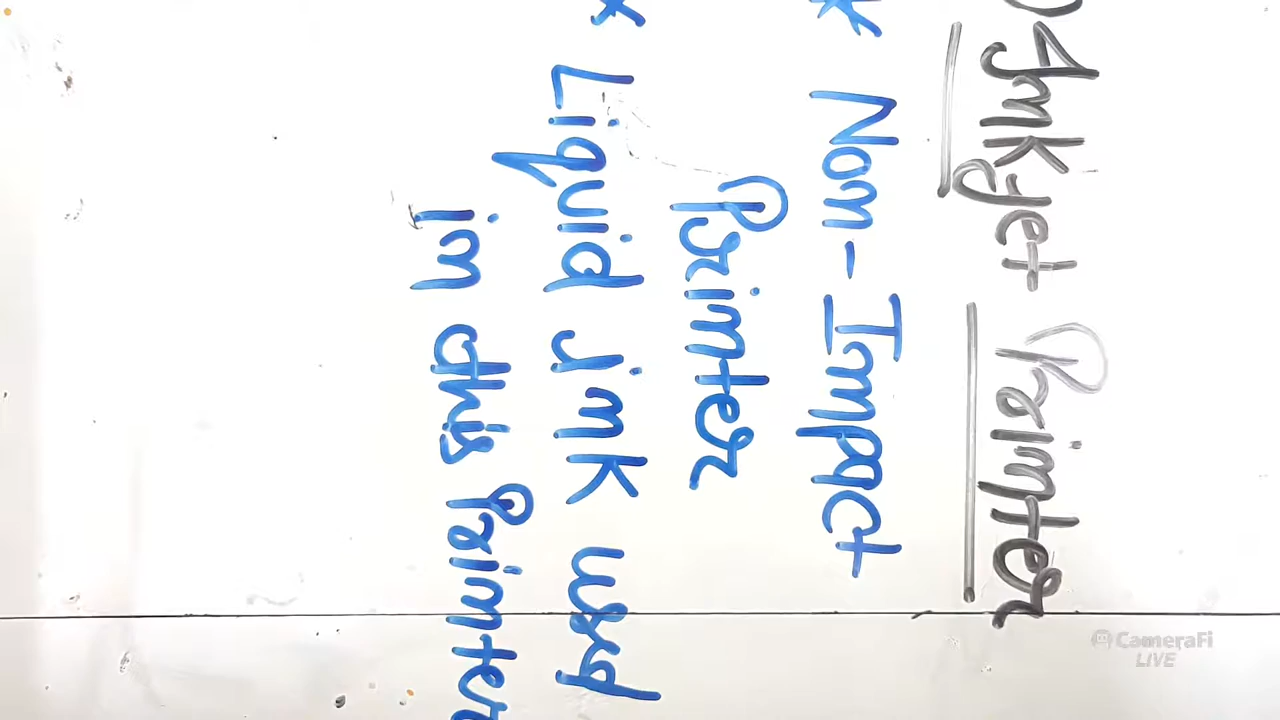 ) Inkjet Printer
* Non-Impact
Printer
* Liquid ink used
in this Printer
CameraFi
LIVE